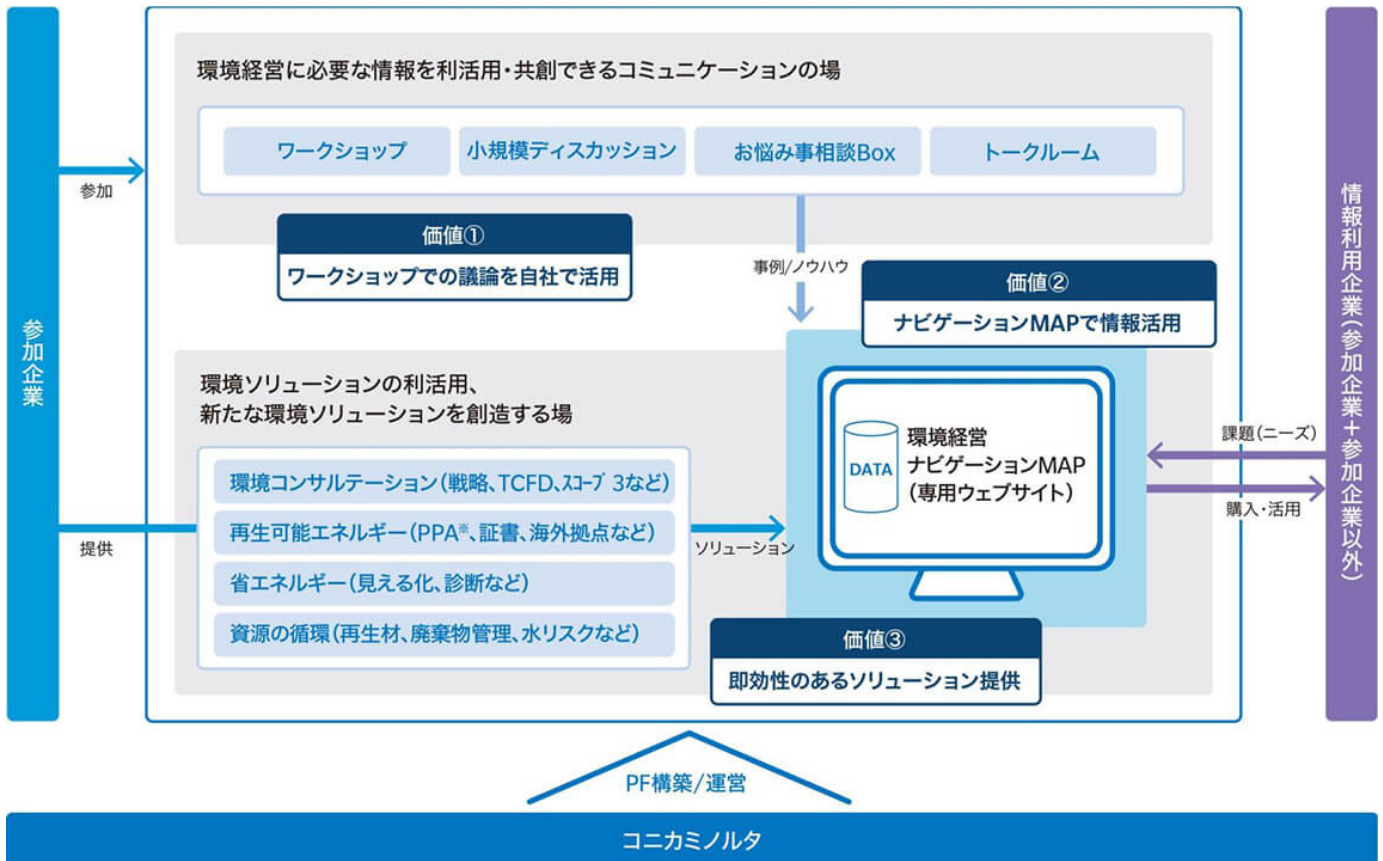 環境経営に必要な情報を利活用・共創できるコミュニケーションの場
ワークショップ
小規模ディスカッション
お悩み事相談Box
トークルーム
参加
価値①
ワークショップでの議論を自社で活用
事例/ノウハウ
価値②
ナビゲーションMAPで情報活用
参加企業
環境ソリューションの利活用、
新たな環境ソリューションを創造する場
環境コンサルテーション(戦略、TCFD、スコープ 3など)
再生可能エネルギー(PPA※、証書、海外拠点など)
省エネルギー(見える化、診断など)
資源の循環(再生材、廃棄物管理、水リスクなど)
提供
ソリューション
DATA
環境経営
ナビゲーションMAP
(専用ウェブサイト)
価値③
即効性のあるソリューション提供
課題(ニーズ)
購入・活用
情報利用企業(参加企業+参加企業以外)
PF構築/運営
コニカミノルタ